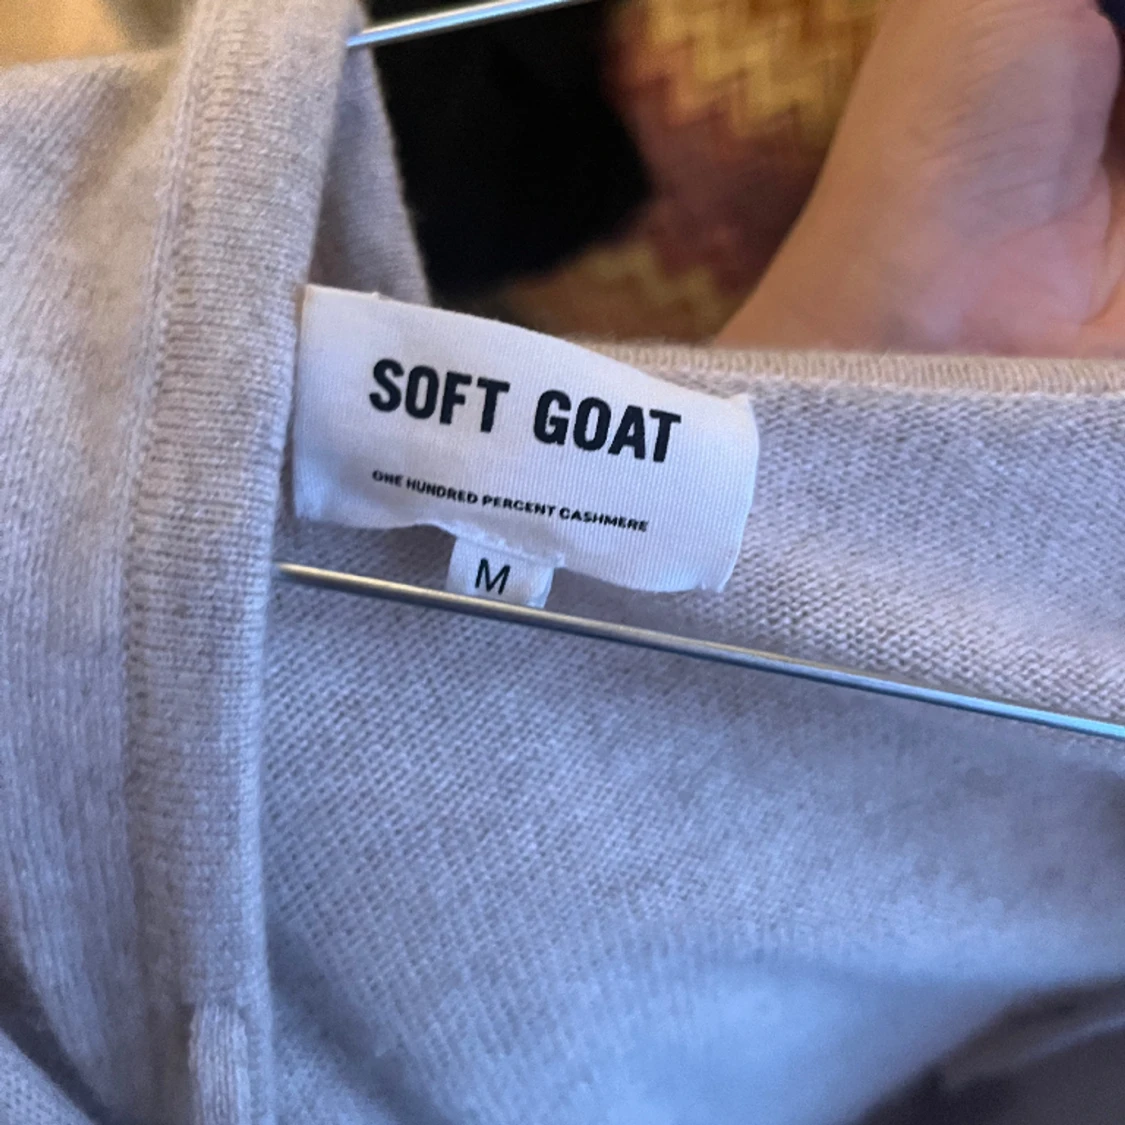 SOFT GOAT
ONE HUNDRED PERCENT CASHMERE
M